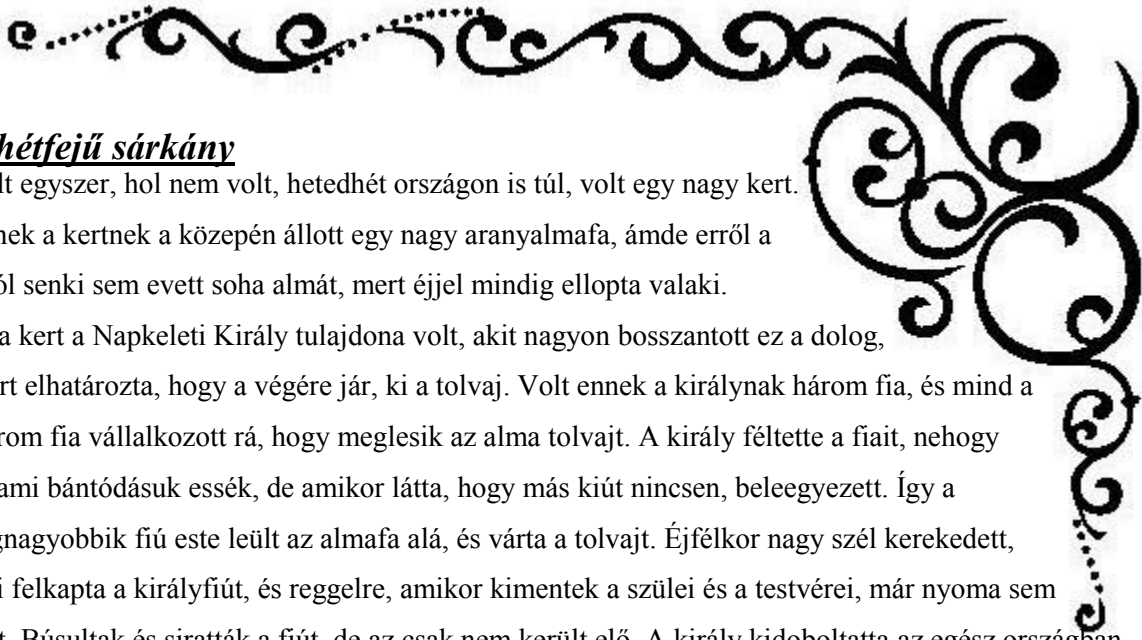 hétfejű sárkány
lt egyszer, hol nem volt, hetedhét országon is túl, volt egy nagy kert.
nek a kertnek a közepén állott egy nagy aranyalmafa, ámde erről a
ól senki sem evett soha almát, mert éjjel mindig ellopta valaki.
a kert a Napkeleti Király tulajdona volt, akit nagyon bosszantott ez a dolog,
rt elhatározta, hogy a végére jár, ki a tolvaj. Volt ennek a királynak három fia, és mind a
rom fia vállalkozott rá, hogy meglesik az alma tolvajt. A király féltette a fiait, nehogy
ami bántódásuk essék, de amikor látta, hogy más kiút nincsen, beleegyezett. Így a
gnagyobbik fiú este leült az almafa alá, és várta a tolvajt. Éjfélkor nagy szél kerekedett,
i felkapta a királyfiút, és reggelre, amikor kimentek a szülei és a testvérei, már nyoma sem
t. Búsultak és siratták a fiút, de az csak nem került elő. A király kidoboltatta az egész országban